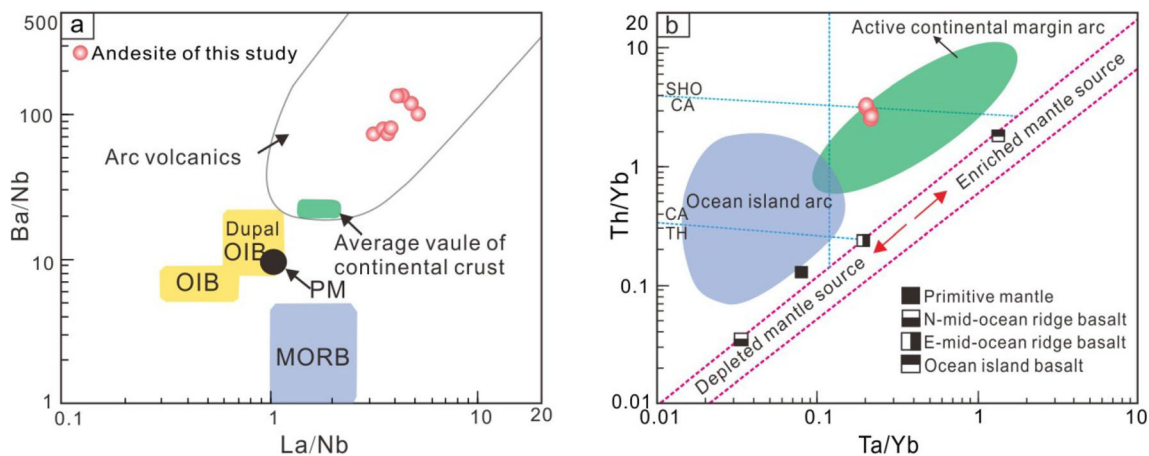 a
Andesite of this study
500
100
10
1
Ba/Nb
Arc volcanics
Dupal
OIB
OIB
PM
MORB
Average vaule of
continental crust
0.1
1
10
20
La/Nb
b
Active continental margin arc
10
1
0.1
0.01
Th/Yb
SHO
CA
CA
TH
Ocean island arc
Enriched mantle source
Depleted mantle source
Primitive mantle
N-mid-ocean ridge basalt
E-mid-ocean ridge basalt
Ocean island basalt
0.01
0.1
1
10
Ta/Yb